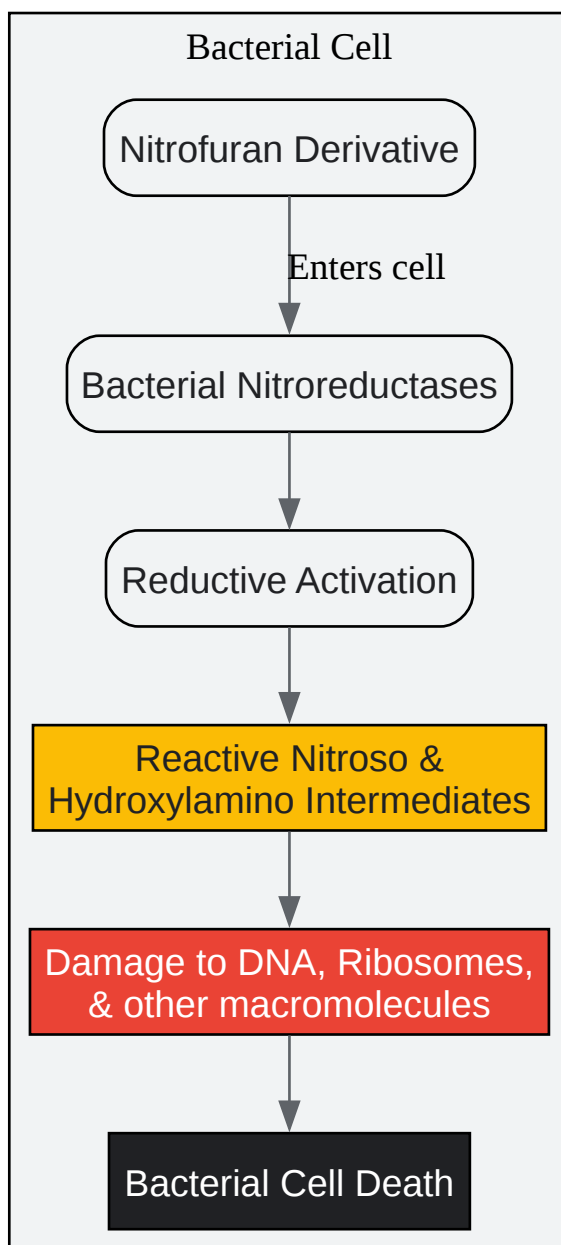 Bacterial Cell
Nitrofuran Derivative
Enters cell
Bacterial Nitroreductases
Reductive Activation
Reactive Nitroso &
Hydroxylamino Intermediates
Damage to DNA, Ribosomes,
& other macromolecules
Bacterial Cell Death